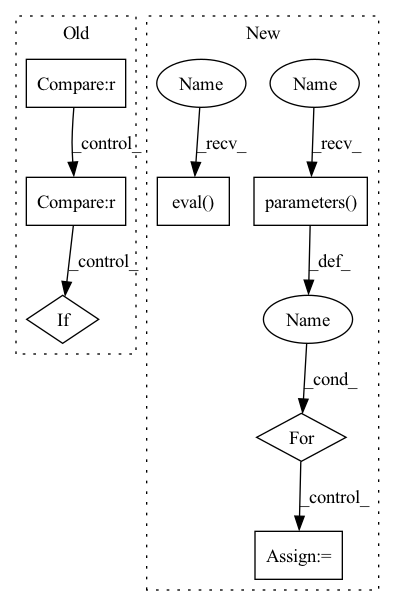 Old
New
Compare:r
Name
Name
_control_
_recv_
_recv_
Compare:r
eval()
parameters()
_control_
_def_
If
Name
_cond_
For
_control_
Assign:=